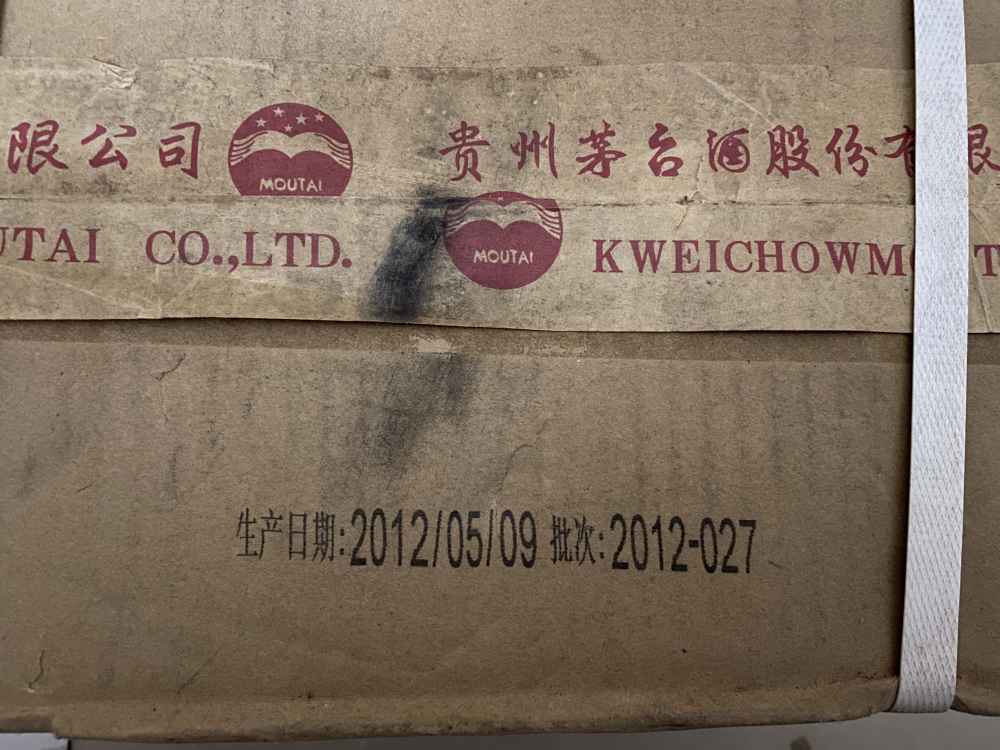 限公司 MOUTAI 贵州茅台酒股份有限
UTAI CO.,LTD. MOUTAI KWEICHOWM T
生产日期:2012/05/09 批次:2012-027